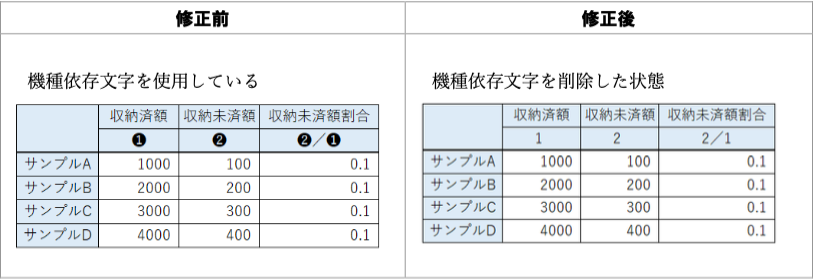 修正前 修正後
機種依存文字を使用している 機種依存文字を削除した状態
収納済額 収納未済額 収納未済額割合 収納済額 収納未済額 収納未済額割合
❶ ❷ ❷／❶ 1 2 2／1
サンプルA 1000 100 0.1 サンプルA 1000 100 0.1
サンプルB 2000 200 0.1 サンプルB 2000 200 0.1
サンプルC 3000 300 0.1 サンプルC 3000 300 0.1
サンプルD 4000 400 0.1 サンプルD 4000 400 0.1